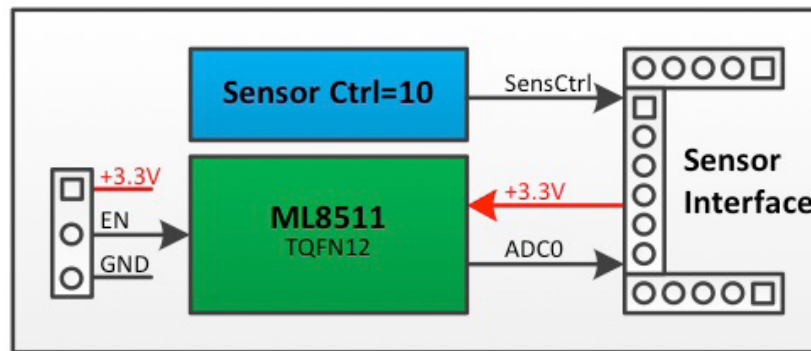 Sensor Ctrl=10
SensCtrl
+3.3V
EN
GND
ML8511
TQFN12
+3.3V
ADC0
Sensor
Interface